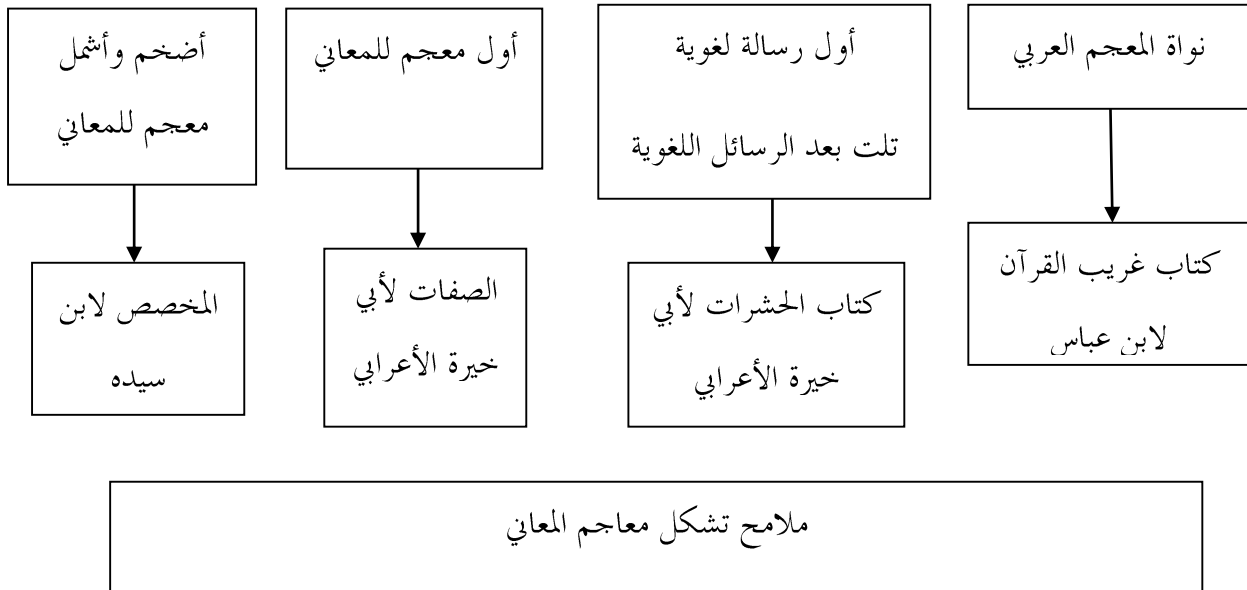 نواة المعجم العربي
كتاب غريب القرآن
لابن عباس
أول رسالة لغوية
تلت بعد الرسائل اللغوية
كتاب الحشرات لأبي
خيرة الأعرابي
أول معجم للمعاني
الصفات لأبي
خيرة الأعرابي
أضخم وأشمل
معجم للمعاني
المخصص لابن
سيده
ملامح تشكل معاجم المعاني